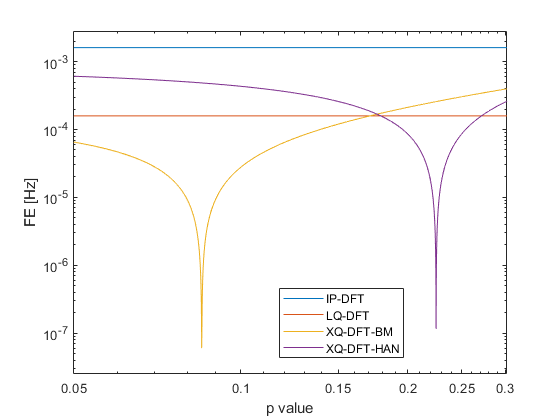 FE [Hz]
10-3
10-4
10-5
10-6
10-7
IP-DFT
LQ-DFT
XQ-DFT-BM
XQ-DFT-HAN
0.05 0.1 0.15 0.2 0.25 0.3
p value